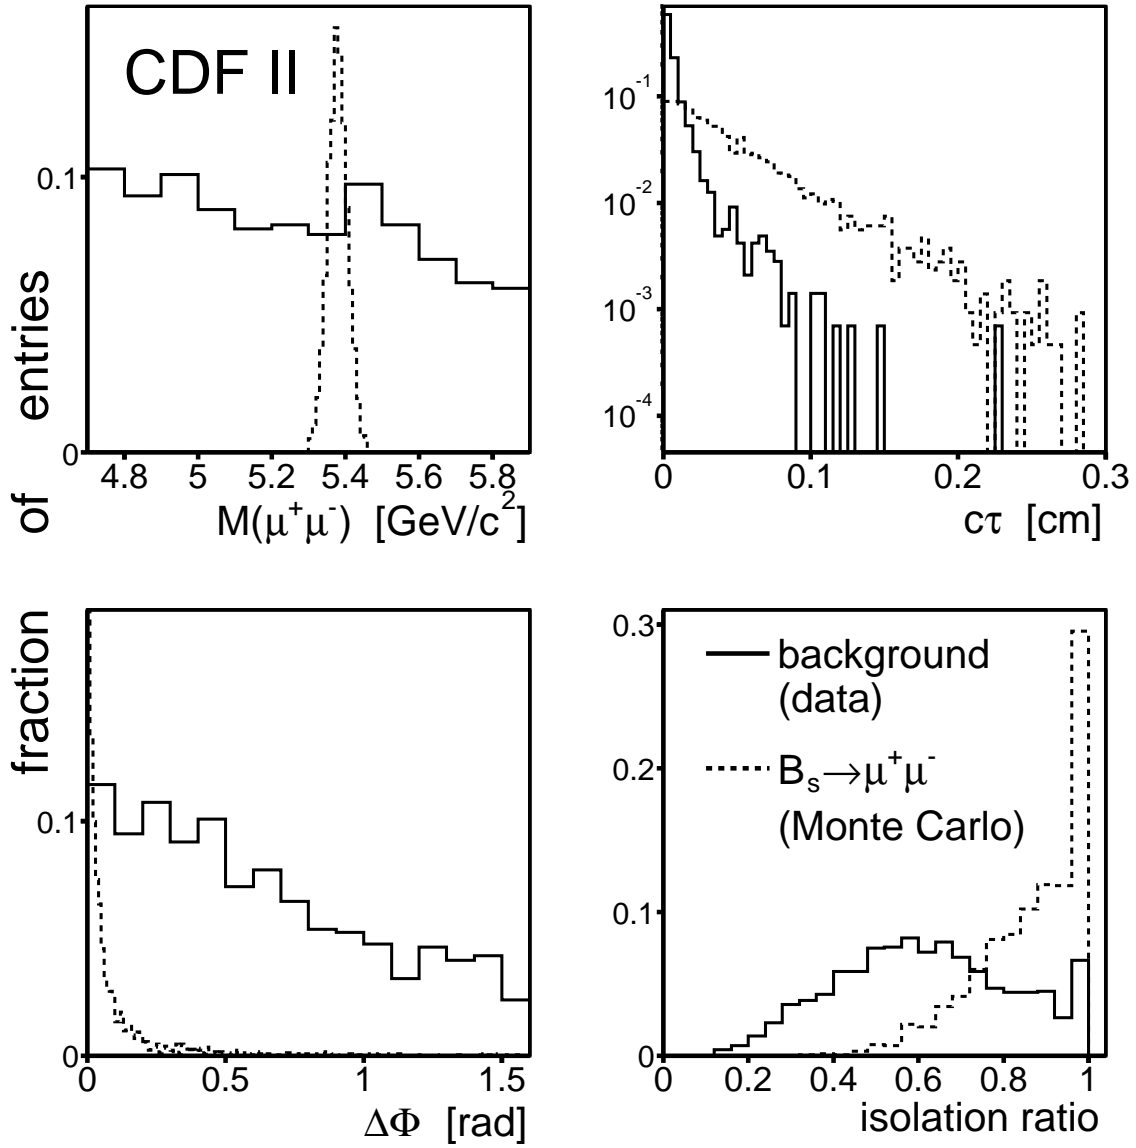 CDF II
0.1
0
4.8 5 5.2 5.4 5.6 5.8
M(μ⁺μ⁻) [GeV/c²]
10⁻¹
10⁻²
10⁻³
10⁻⁴
0 0.1 0.2 0.3
cτ [cm]
fraction of entries
0.1
0
0 0.5 1 1.5
ΔΦ [rad]
0.3
0.2
0.1
0
background
(data)
Bₛ→μ⁺μ⁻
(Monte Carlo)
0 0.2 0.4 0.6 0.8 1
isolation ratio